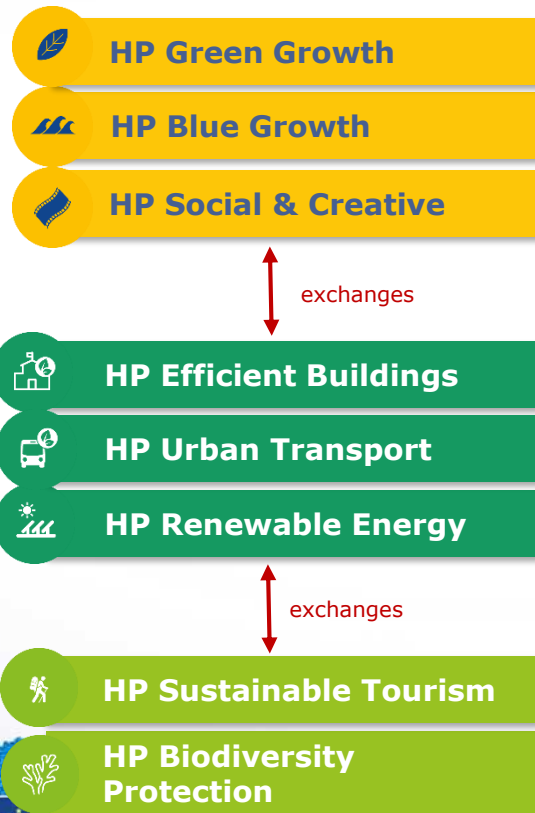 HP Green Growth
HP Blue Growth
HP Social & Creative
exchanges
HP Efficient Buildings
HP Urban Transport
HP Renewable Energy
exchanges
HP Sustainable Tourism
HP Biodiversity
Protection